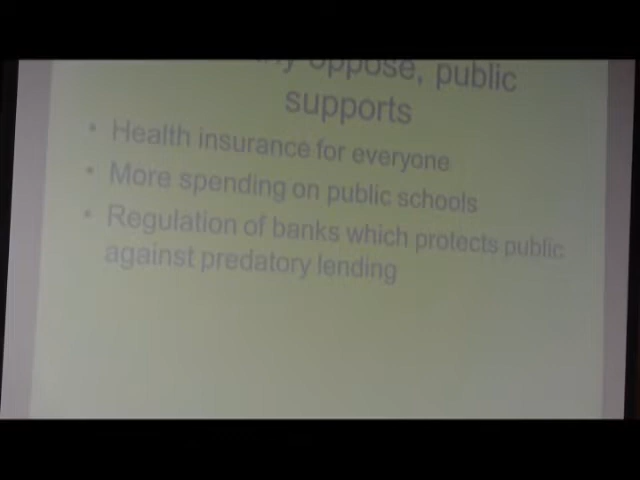 oppose, public
supports
• Health insurance for everyone
• More spending on public schools
• Regulation of banks which protects public
against predatory lending